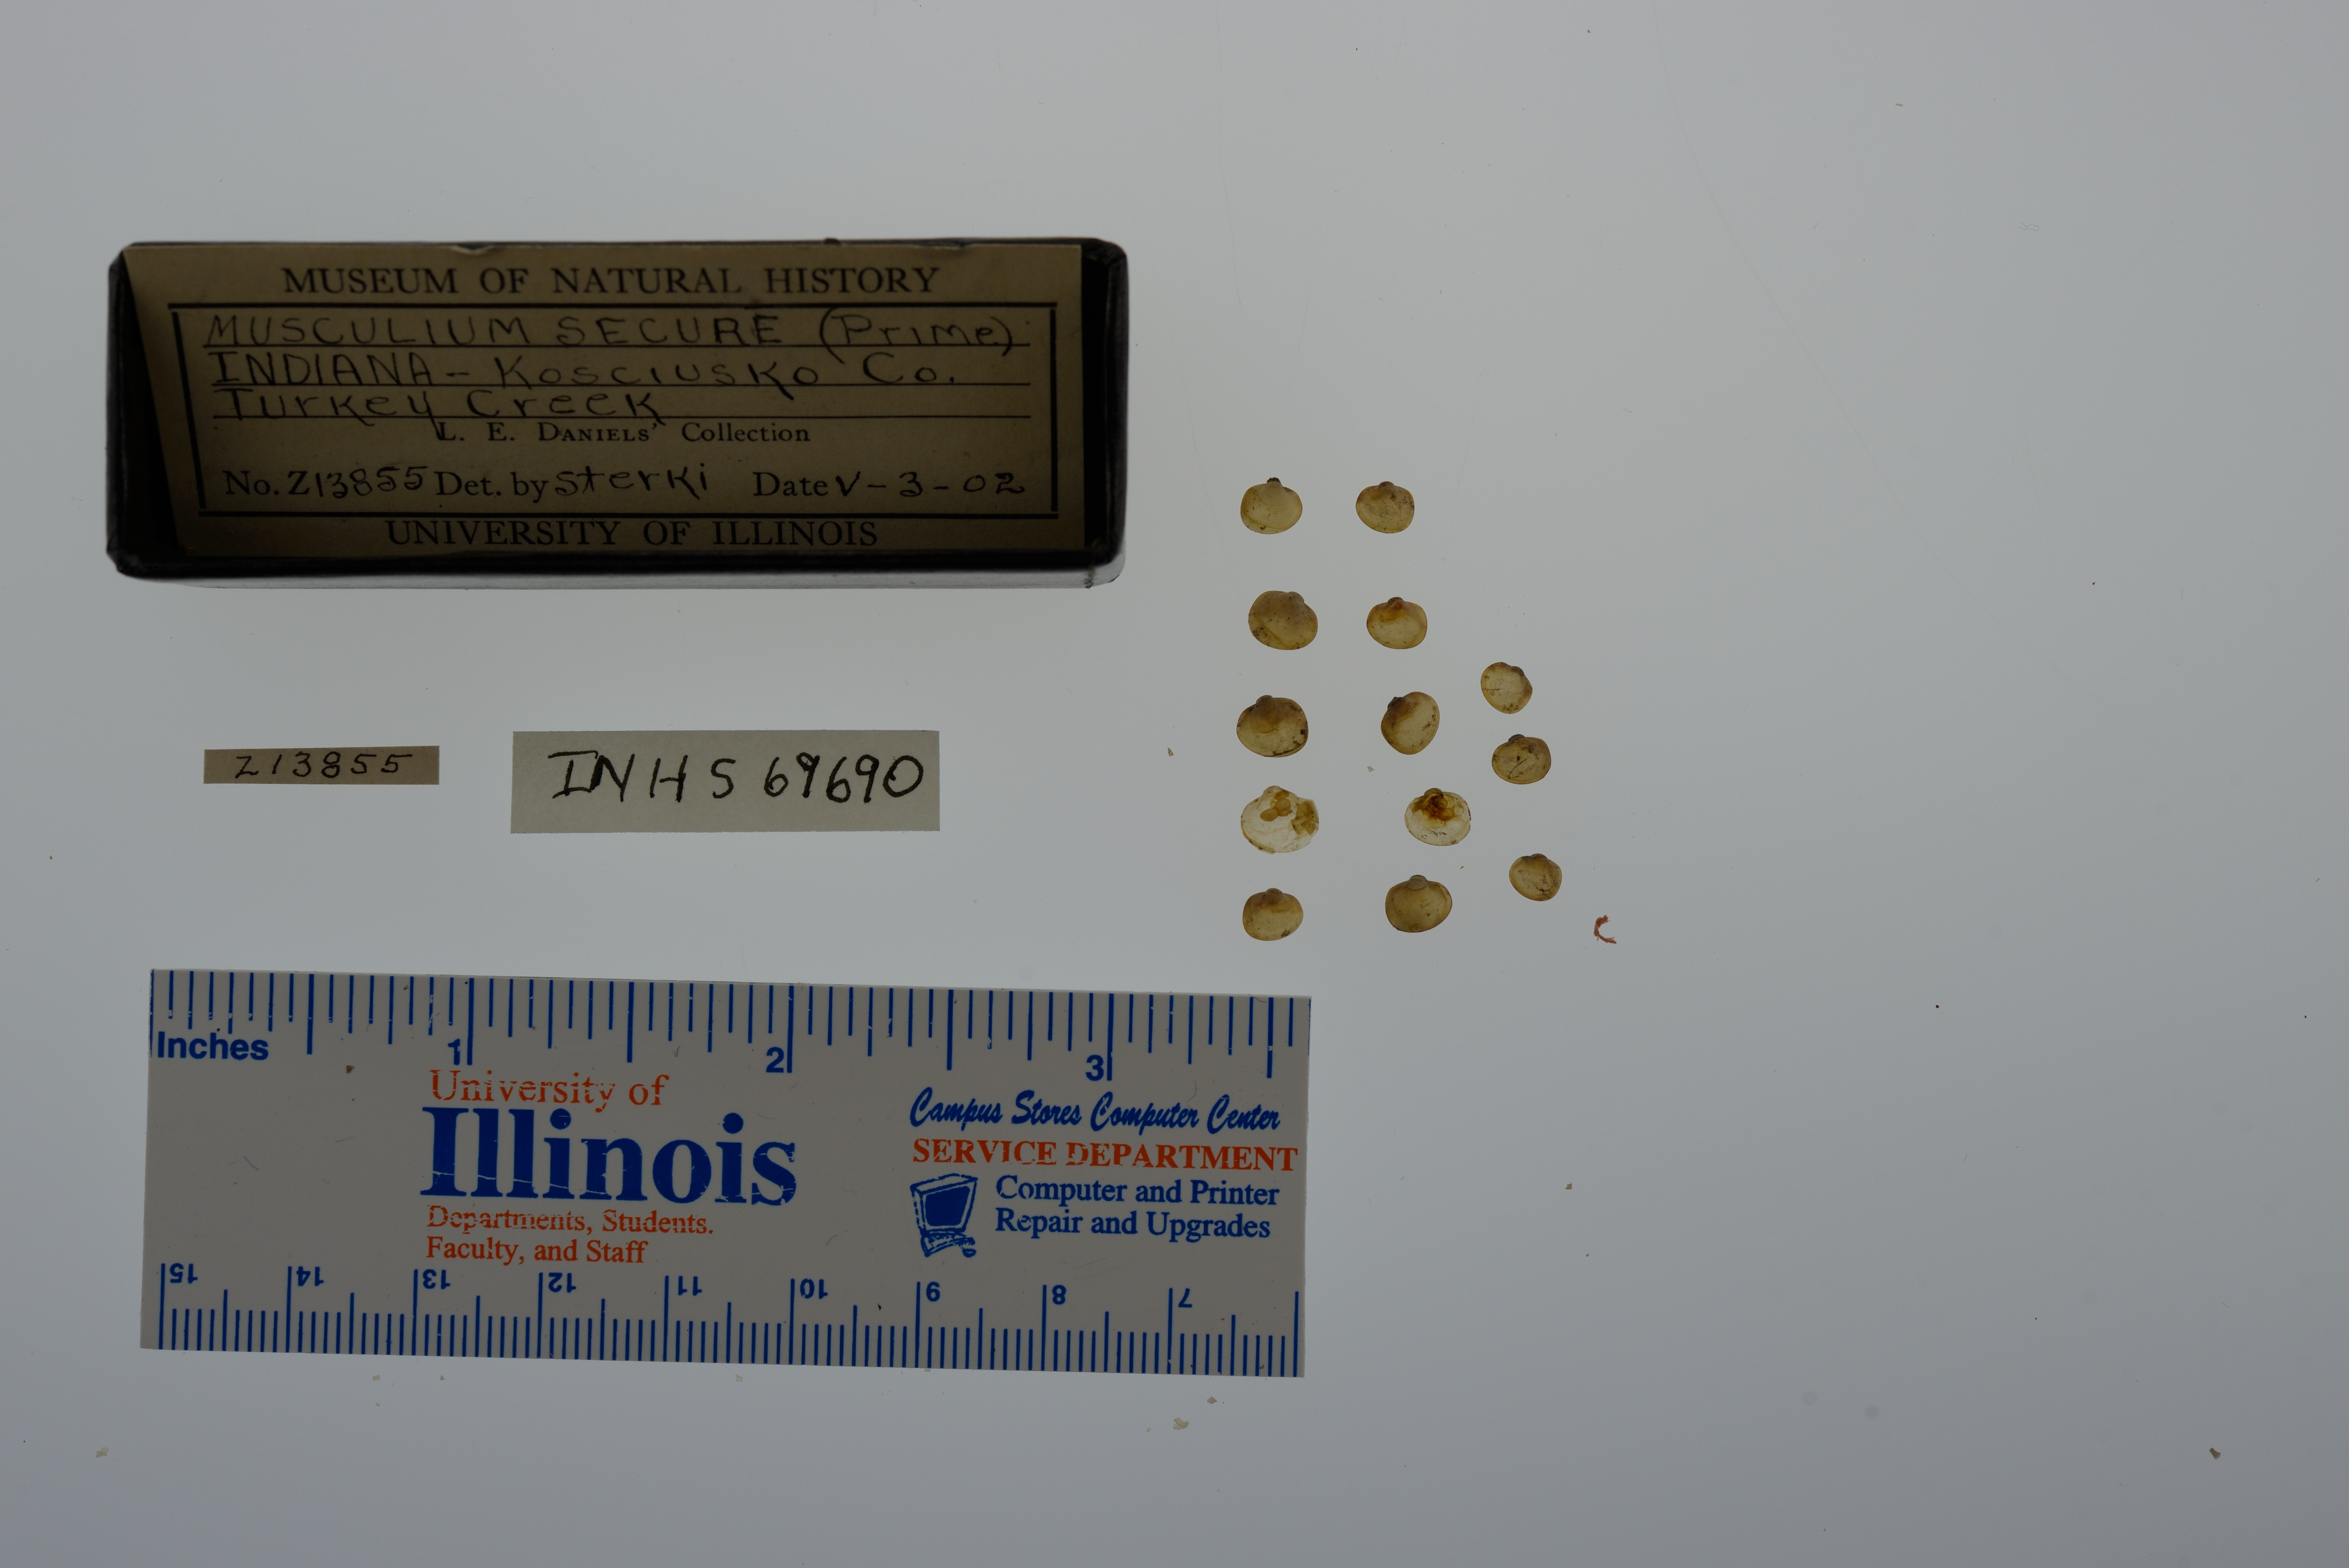 MUSEUM OF NATURAL HISTORY
MUSCULIUM SECURE (Prime)
INDIANA - Kosciusko Co.
Turkey Creek
L. E. DANIELS' Collection
No. Z13855 Det. by Sterki Date V-3-02
UNIVERSITY OF ILLINOIS
Z13855
INHS 69690
Inches 1 2 3
University of
Illinois
Departments, Students.
Faculty, and Staff
Campus Stores Computer Center
SERVICE DEPARTMENT
Computer and Printer
Repair and Upgrades
15 14 13 12 11 10 9 8 7